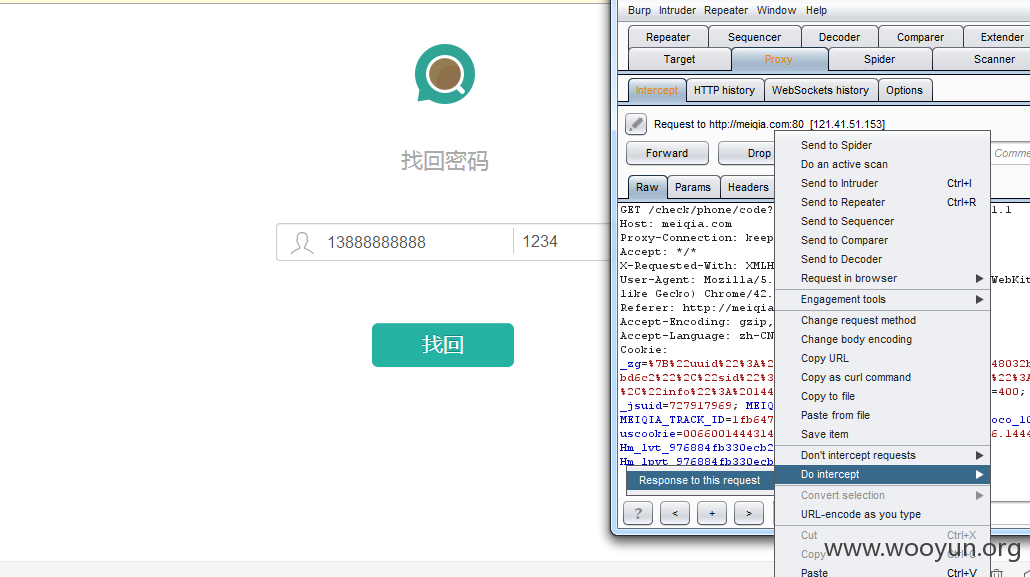 找回密码
13888888888 1234
找回
Burp Intruder Repeater Window Help
Repeater Sequencer Decoder Comparer Extender
Target Proxy Spider Scanner
Intercept HTTP history WebSockets history Options
Request to http://meiqia.com:80 [121.41.51.153]
Forward Drop Comme
Raw Params Headers
GET /check/phone/code? 1.1
Host: meiqia.com
Proxy-Connection: keep
Accept: */*
X-Requested-With: XMLH
User-Agent: Mozilla/5. WebKit
like Gecko) Chrome/42.
Referer: http://meiqia
Accept-Encoding: gzip,
Accept-Language: zh-CN
Cookie:
_zg=%7B%22uuid%22%3A%2 48032b
bd6c2%22%2C%22sid%22%3 %22%3A
%2C%22info%22%3A%20144 =400;
_jsuid=727917969; MEIQ
MEIQIA_TRACK_ID=1fb647 oco_10
uscookie=0066001444314 6.1444
Hm_lvt_976884fb330ecb2
Hm_lpvt_976884fb330ecb
Response to this request
? < + >
Send to Spider
Do an active scan
Send to Intruder Ctrl+I
Send to Repeater Ctrl+R
Send to Sequencer
Send to Comparer
Send to Decoder
Request in browser
Engagement tools
Change request method
Change body encoding
Copy URL
Copy as curl command
Copy to file
Paste from file
Save item
Don't intercept requests
Do intercept
Convert selection
URL-encode as you type
Cut Ctrl+X
Copy Ctrl+C
Paste Ctrl+V
www.wooyun.org